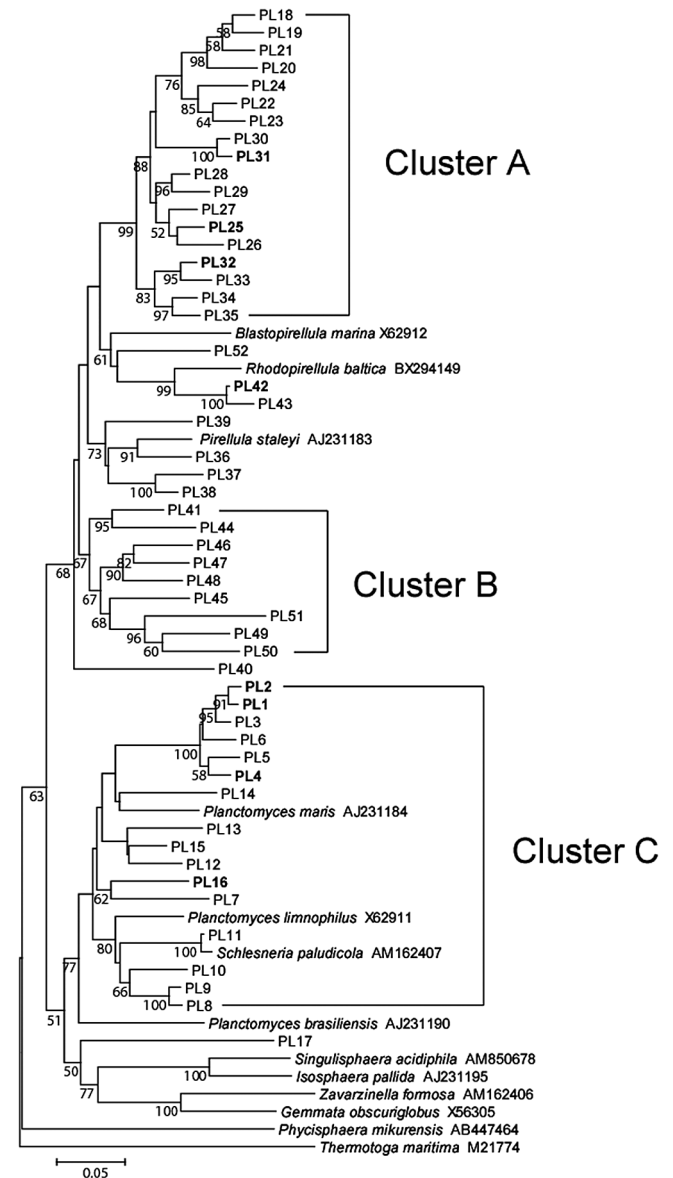 PL18
58
PL19
58
PL21
98
PL20
76
PL24
85
PL22
64
PL23
PL30
100
PL31
88
Cluster A
PL28
96
PL29
PL27
52
PL25
99
PL26
PL32
95
PL33
83
PL34
97
PL35
Blastopirellula marina X62912
61
PL52
Rhodopirellula baltica BX294149
99
PL42
100
PL43
PL39
73
Pirellula staleyi AJ231183
91
PL36
PL37
100
PL38
PL41
95
PL44
PL46
67
82
PL47
68
90
PL48
Cluster B
67
PL45
68
PL51
96
PL49
60
PL50
PL40
PL2
91
PL1
95
PL3
PL6
100
PL5
58
PL4
63
PL14
Planctomyces maris AJ231184
PL13
PL15
Cluster C
PL12
PL16
62
PL7
Planctomyces limnophilus X62911
80
PL11
100
Schlesneria paludicola AM162407
77
PL10
66
PL9
100
PL8
51
Planctomyces brasiliensis AJ231190
PL17
50
Singulisphaera acidiphila AM850678
100
Isosphaera pallida AJ231195
77
Zavarzinella formosa AM162406
100
Gemmata obscuriglobus X56305
Phycisphaera mikurensis AB447464
Thermotoga maritima M21774
0.05